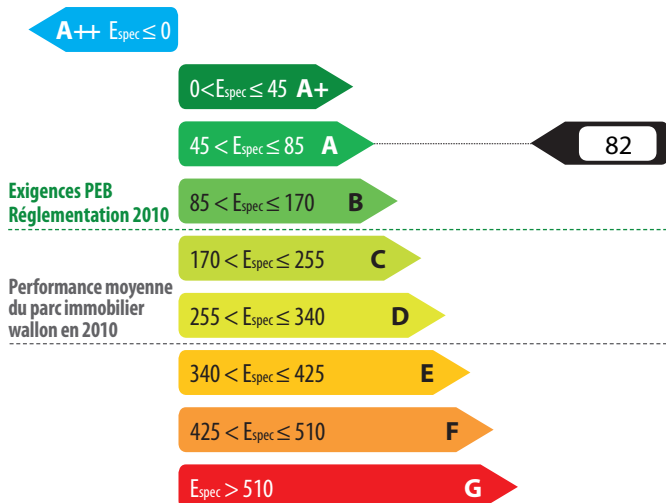 A++ Espec ≤ 0
0 < Espec ≤ 45 A+
45 < Espec ≤ 85 A
82
Exigences PEB
Réglementation 2010
85 < Espec ≤ 170 B
170 < Espec ≤ 255 C
Performance moyenne
du parc immobilier
wallon en 2010
255 < Espec ≤ 340 D
340 < Espec ≤ 425 E
425 < Espec ≤ 510 F
Espec > 510 G